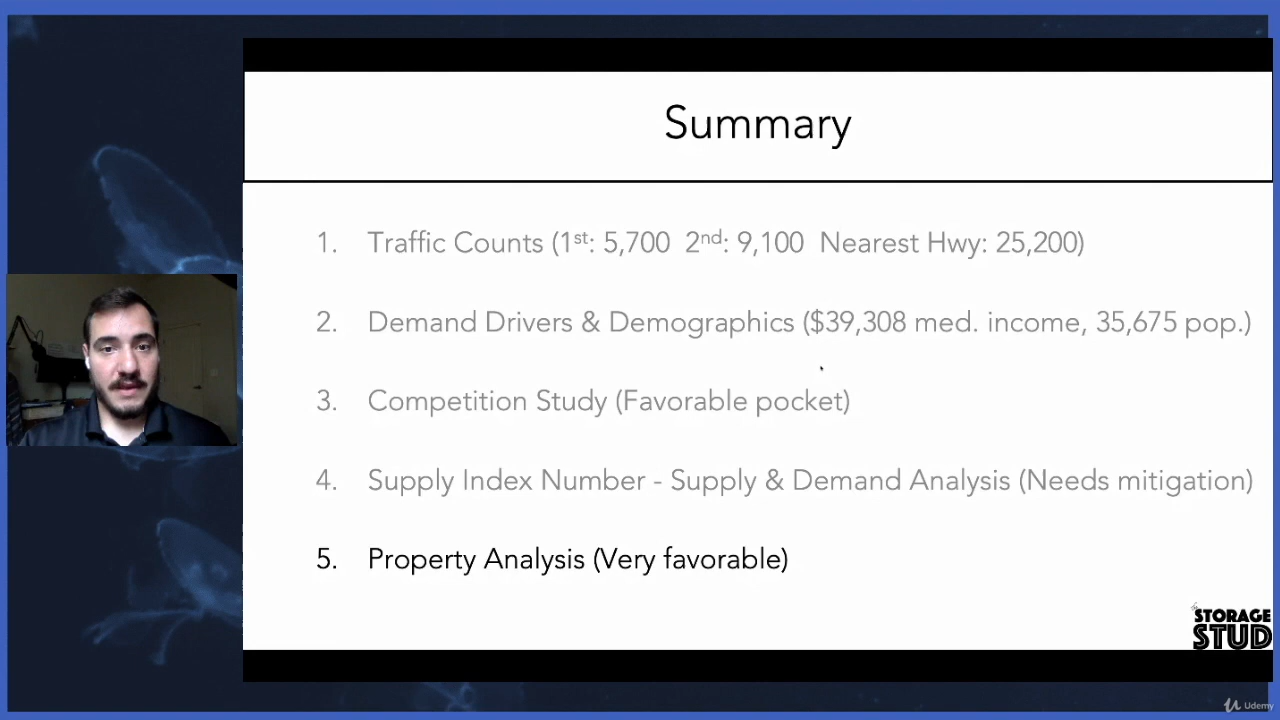 Summary
1. Traffic Counts (1st: 5,700 2nd: 9,100 Nearest Hwy: 25,200)
2. Demand Drivers & Demographics ($39,308 med. income, 35,675 pop.)
3. Competition Study (Favorable pocket)
4. Supply Index Number - Supply & Demand Analysis (Needs mitigation)
5. Property Analysis (Very favorable)
STORAGE
STUD
Udemy